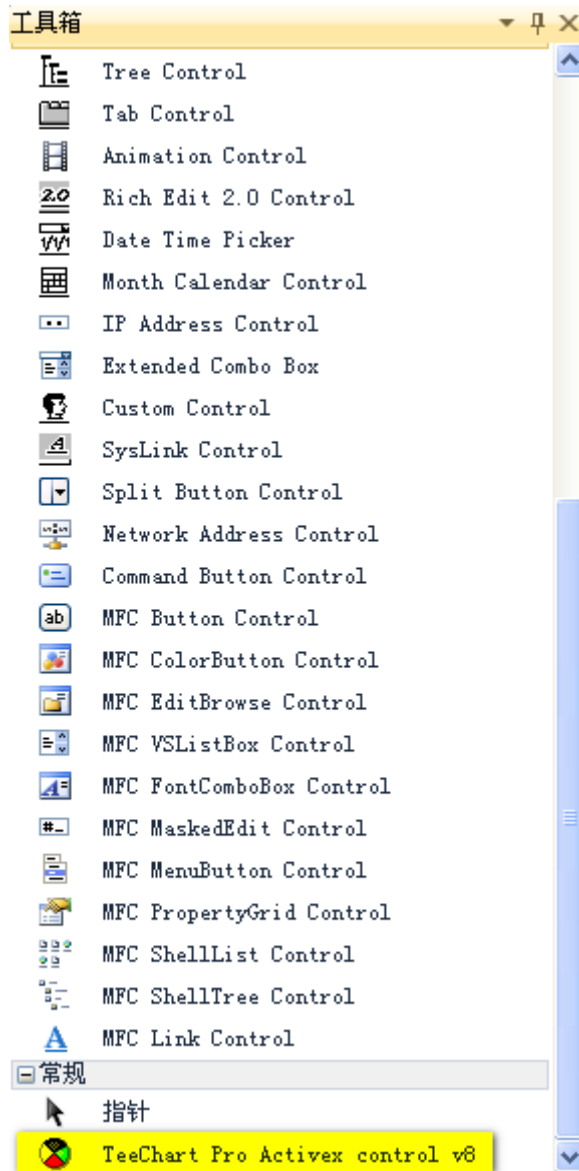 工具箱
Tree Control
Tab Control
Animation Control
2.0 Rich Edit 2.0 Control
Date Time Picker
Month Calendar Control
IP Address Control
Extended Combo Box
Custom Control
A SysLink Control
Split Button Control
Network Address Control
Command Button Control
ab MFC Button Control
MFC ColorButton Control
MFC EditBrowse Control
MFC VSListBox Control
A MFC FontComboBox Control
#_ MFC MaskedEdit Control
MFC MenuButton Control
MFC PropertyGrid Control
MFC ShellList Control
MFC ShellTree Control
A MFC Link Control
常规
指针
TeeChart Pro Activex control v8